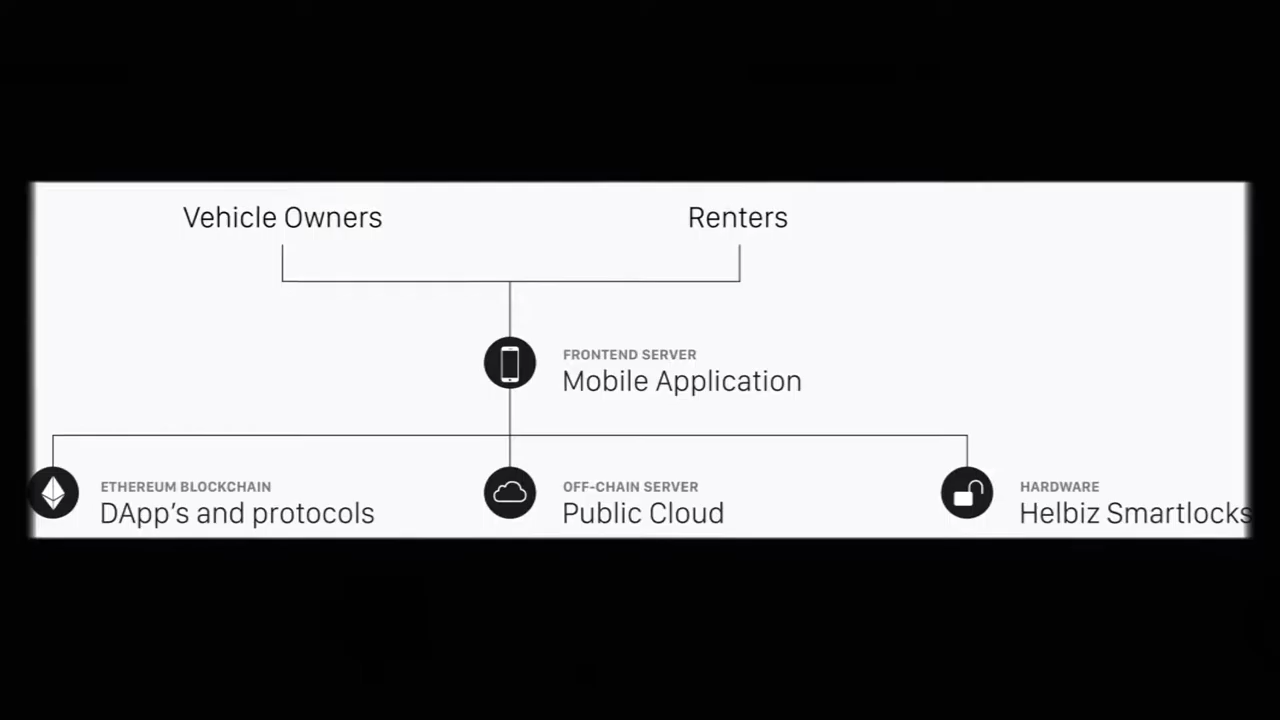 Vehicle Owners
Renters
FRONTEND SERVER
Mobile Application
ETHEREUM BLOCKCHAIN
DApp's and protocols
OFF-CHAIN SERVER
Public Cloud
HARDWARE
Helbiz Smartlocks